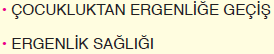 • ÇOCUKLUKTAN ERGENLİĞE GEÇİŞ
• ERGENLİK SAĞLIĞI